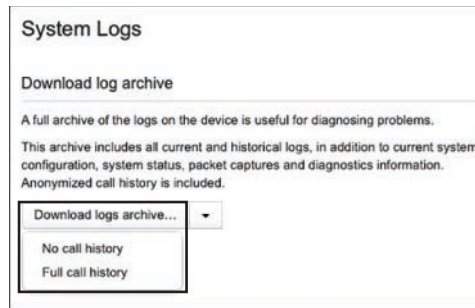 System Logs
Download log archive
A full archive of the logs on the device is useful for diagnosing problems.
This archive includes all current and historical logs, in addition to current system
configuration, system status, packet captures and diagnostics information.
Anonymized call history is included.
Download logs archive...
No call history
Full call history